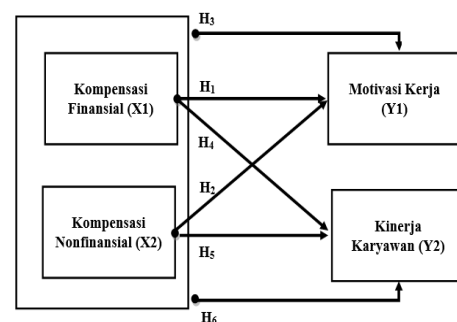 H3
Kompensasi
Finansial (X1)
H1
Motivasi Kerja
(Y1)
H4
H2
Kompensasi
Nonfinansial (X2)
H5
Kinerja
Karyawan (Y2)
H6